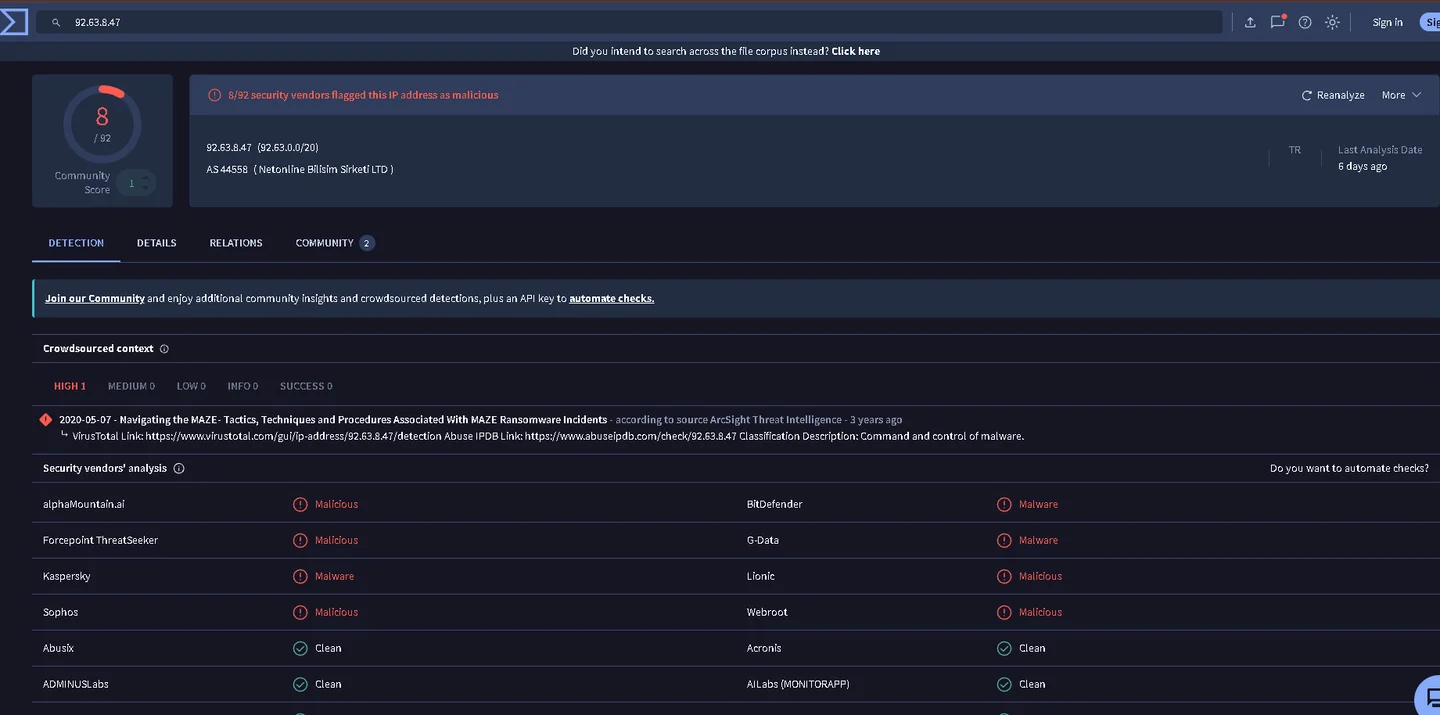 92.63.8.47
Sign in
Did you intend to search across the file corpus instead? Click here
8
/ 92
Community
Score
1
8/92 security vendors flagged this IP address as malicious
Reanalyze
More
92.63.8.47 (92.63.0.0/20)
AS 44558 ( Netonline Bilisim Sirketi LTD )
TR
Last Analysis Date
6 days ago
DETECTION
DETAILS
RELATIONS
COMMUNITY 2
Join our Community and enjoy additional community insights and crowdsourced detections, plus an API key to automate checks.
Crowdsourced context
HIGH 1 MEDIUM 0 LOW 0 INFO 0 SUCCESS 0
2020-05-07 - Navigating the MAZE- Tactics, Techniques and Procedures Associated With MAZE Ransomware Incidents - according to source ArcSight Threat Intelligence - 3 years ago
VirusTotal Link: https://www.virustotal.com/gui/ip-address/92.63.8.47/detection Abuse IPDB Link: https://www.abuseipdb.com/check/92.63.8.47 Classification Description: Command and control of malware.
Security vendors' analysis
Do you want to automate checks?
alphaMountain.ai Malicious BitDefender Malware
Forcepoint ThreatSeeker Malicious G-Data Malware
Kaspersky Malware Lionic Malicious
Sophos Malicious Webroot Malicious
Abusix Clean Acronis Clean
ADMINUSLabs Clean AILabs (MONITORAPP) Clean